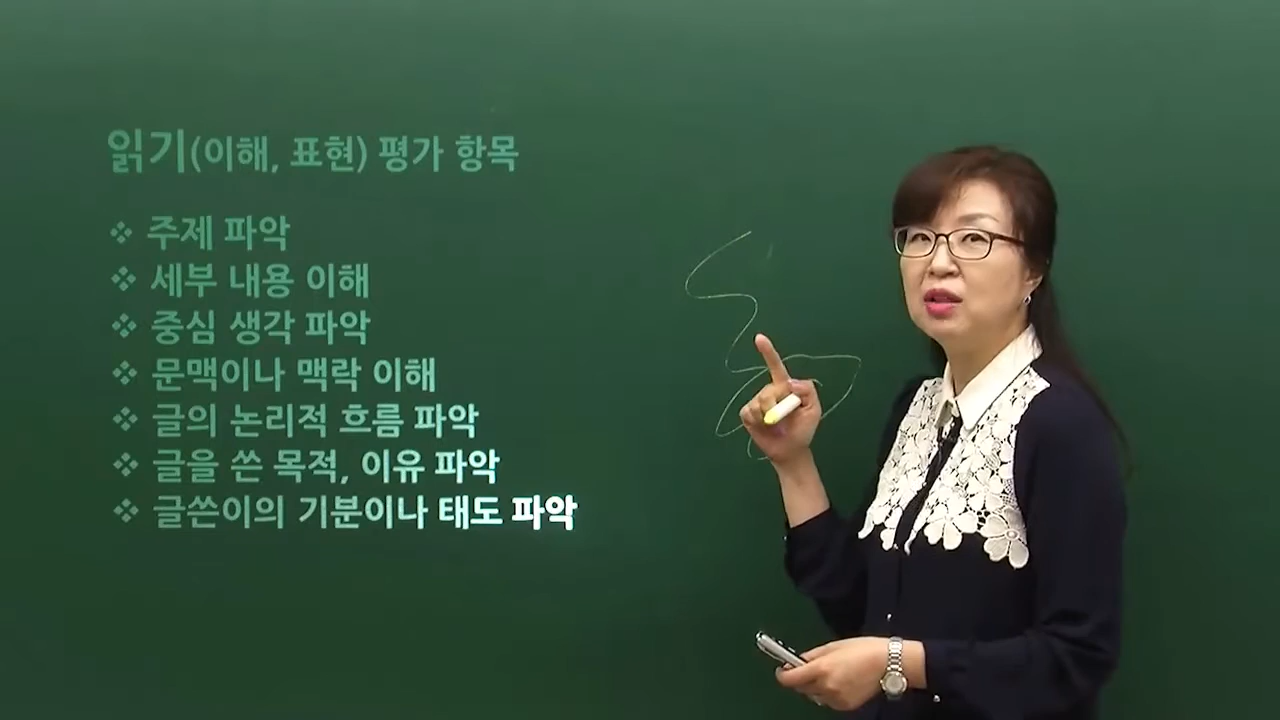 읽기(이해, 표현) 평가 항목
❖ 주제 파악
❖ 세부 내용 이해
❖ 중심 생각 파악
❖ 문맥이나 맥락 이해
❖ 글의 논리적 흐름 파악
❖ 글을 쓴 목적, 이유 파악
❖ 글쓴이의 기분이나 태도 파악